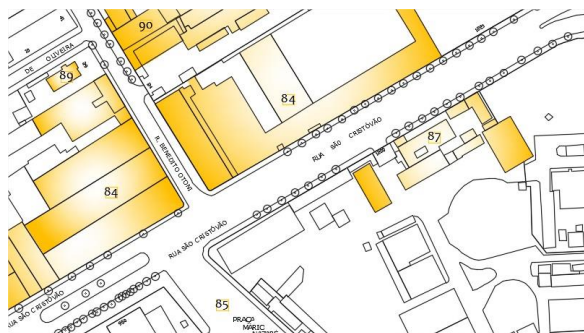 90
DE OLIVEIRA
89
84
RUA SÃO CRISTÓVÃO
87
R. BENEDITO OTONI
84
RUA SÃO CRISTÓVÃO
RUA SÃO CRISTÓVÃO
85
PRAÇA
MARIC